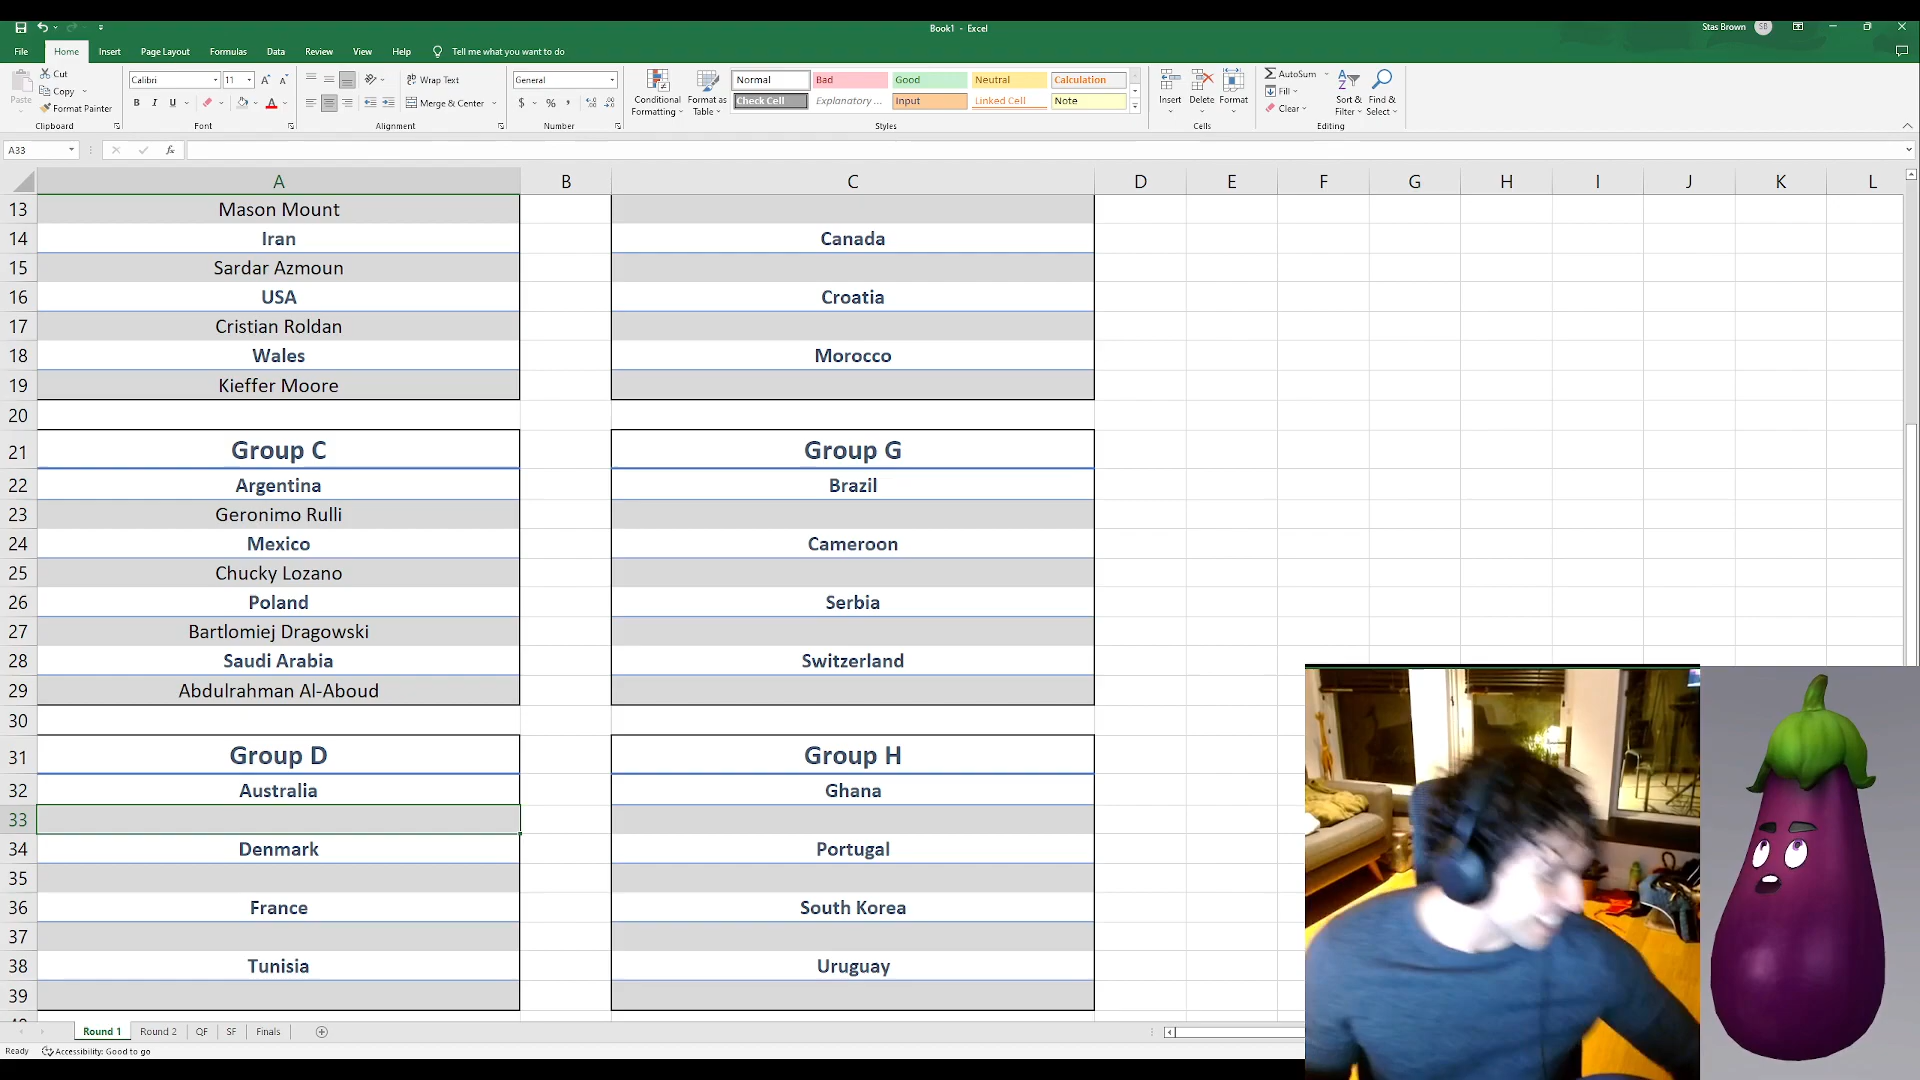 Book1 - Excel
Stas Brown
SB
File Home Insert Page Layout Formulas Data Review View Help Tell me what you want to do
Paste
Cut
Copy
Format Painter
Clipboard
Calibri 11
B I U
Font
Wrap Text
Merge & Center
Alignment
General
$ % ,
Number
Conditional Formatting
Format as Table
Normal Bad Good Neutral Calculation
Check Cell Explanatory ... Input Linked Cell Note
Styles
Insert Delete Format
Cells
AutoSum
Fill
Clear
Sort & Filter
Find & Select
Editing
A33
fx
A B C D E F G H I J K L
13 Mason Mount
14 Iran Canada
15 Sardar Azmoun
16 USA Croatia
17 Cristian Roldan
18 Wales Morocco
19 Kieffer Moore
20
21 Group C Group G
22 Argentina Brazil
23 Geronimo Rulli
24 Mexico Cameroon
25 Chucky Lozano
26 Poland Serbia
27 Bartlomiej Dragowski
28 Saudi Arabia Switzerland
29 Abdulrahman Al-Aboud
30
31 Group D Group H
32 Australia Ghana
33
34 Denmark Portugal
35
36 France South Korea
37
38 Tunisia Uruguay
39
Round 1 Round 2 QF SF Finals
Ready Accessibility: Good to go